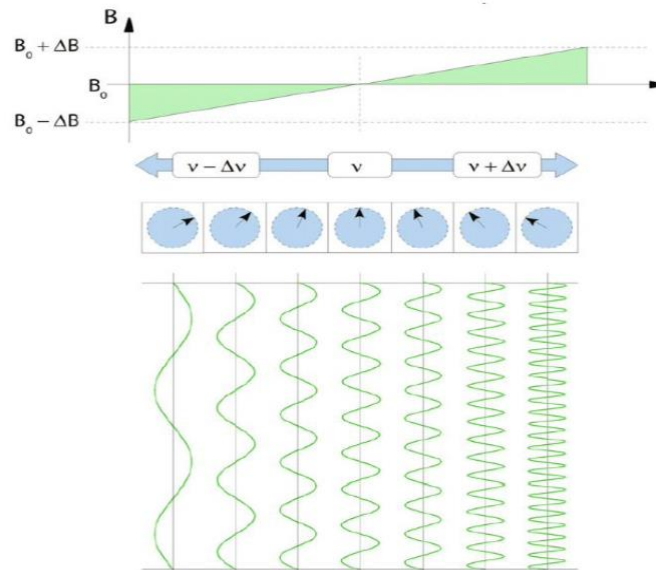 B
B₀ + ΔB
B₀
B₀ − ΔB
ν − Δν
ν
ν + Δν